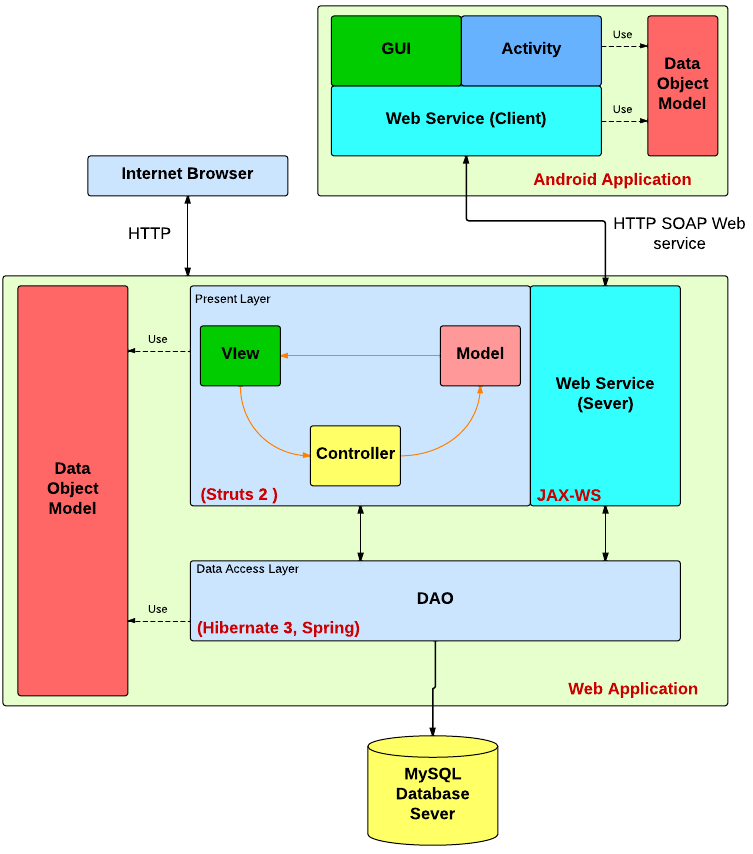 GUI
Activity
Use
Data
Object
Model
Web Service (Client)
Use
Android Application
Internet Browser
HTTP
HTTP SOAP Web
service
Present Layer
VIew
Model
Controller
(Struts 2 )
Web Service
(Sever)
JAX-WS
Use
Data
Object
Model
Data Access Layer
DAO
Use
(Hibernate 3, Spring)
Web Application
MySQL
Database
Sever